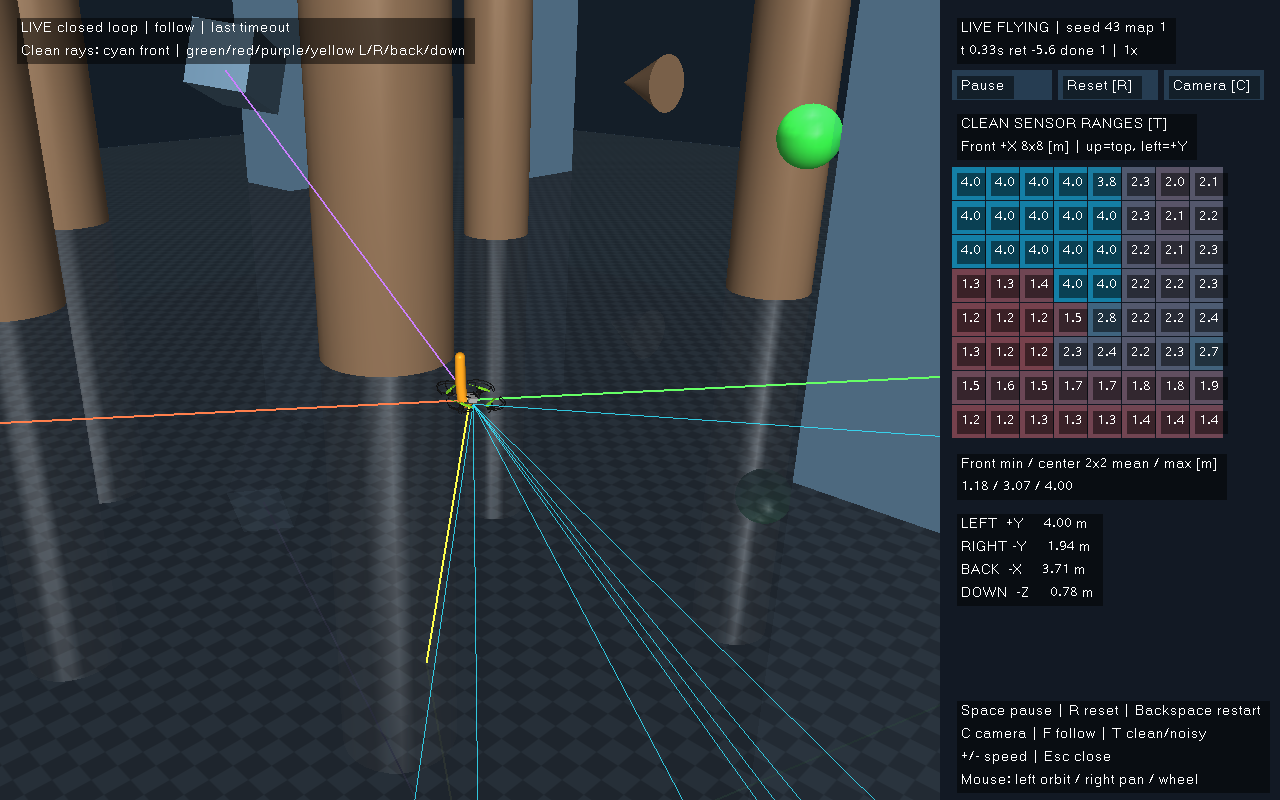 LIVE closed loop | follow | last timeout
Clean rays: cyan front | green/red/purple/yellow L/R/back/down
LIVE FLYING | seed 43 map 1
t 0.33s ret -5.6 done 1 | 1x
Pause Reset [R] Camera [C]
CLEAN SENSOR RANGES [T]
Front +X 8x8 [m] | up=top, left=+Y
4.0 4.0 4.0 4.0 3.8 2.3 2.0 2.1
4.0 4.0 4.0 4.0 4.0 2.3 2.1 2.2
4.0 4.0 4.0 4.0 4.0 2.2 2.1 2.3
1.3 1.3 1.4 4.0 4.0 2.2 2.2 2.3
1.2 1.2 1.2 1.5 2.8 2.2 2.2 2.4
1.3 1.2 1.2 2.3 2.4 2.2 2.3 2.7
1.5 1.6 1.5 1.7 1.7 1.8 1.8 1.9
1.2 1.2 1.3 1.3 1.3 1.4 1.4 1.4
Front min / center 2x2 mean / max [m]
1.18 / 3.07 / 4.00
LEFT +Y 4.00 m
RIGHT -Y 1.94 m
BACK -X 3.71 m
DOWN -Z 0.78 m
Space pause | R reset | Backspace restart
C camera | F follow | T clean/noisy
+/- speed | Esc close
Mouse: left orbit / right pan / wheel